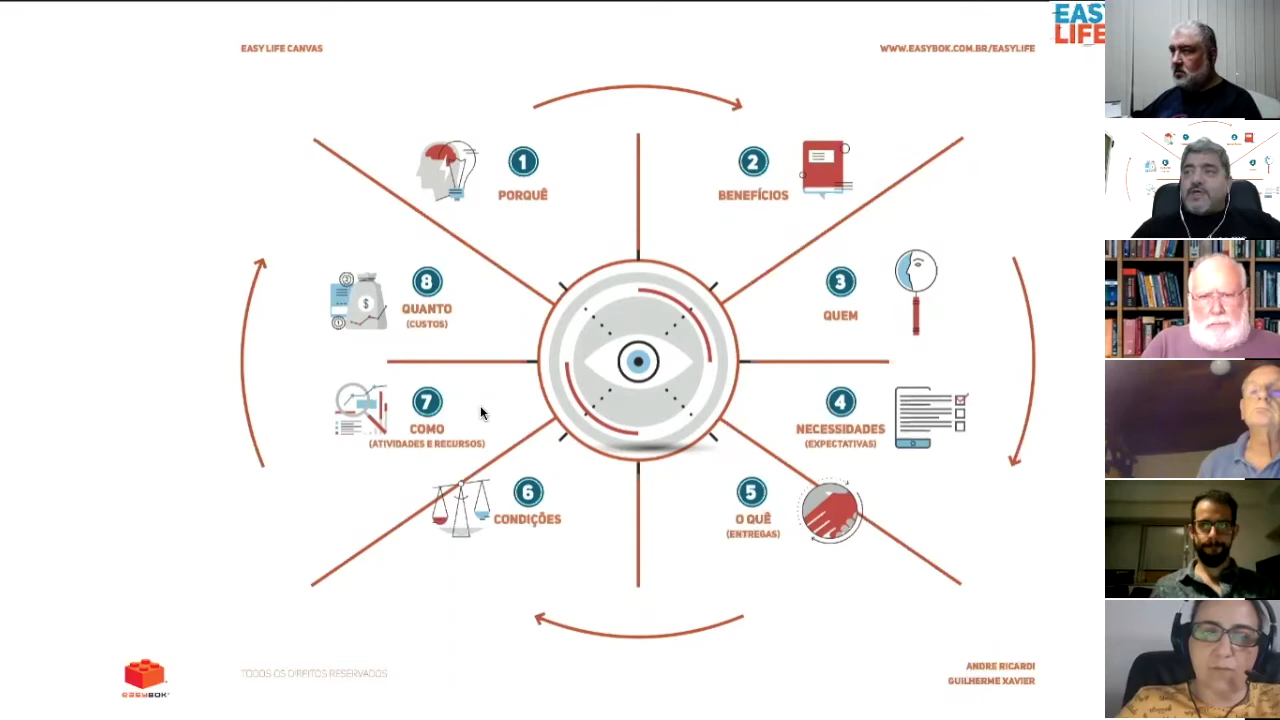 EASY LIFE CANVAS
WWW.EASYBOK.COM.BR/EASYLIFE
EASY
LIFE
1
PORQUÊ
2
BENEFÍCIOS
3
QUEM
4
NECESSIDADES
(EXPECTATIVAS)
5
O QUÊ
(ENTREGAS)
6
CONDIÇÕES
7
COMO
(ATIVIDADES E RECURSOS)
8
QUANTO
(CUSTOS)
$
EASYBOK
TODOS OS DIREITOS RESERVADOS
ANDRE RICARDI
GUILHERME XAVIER